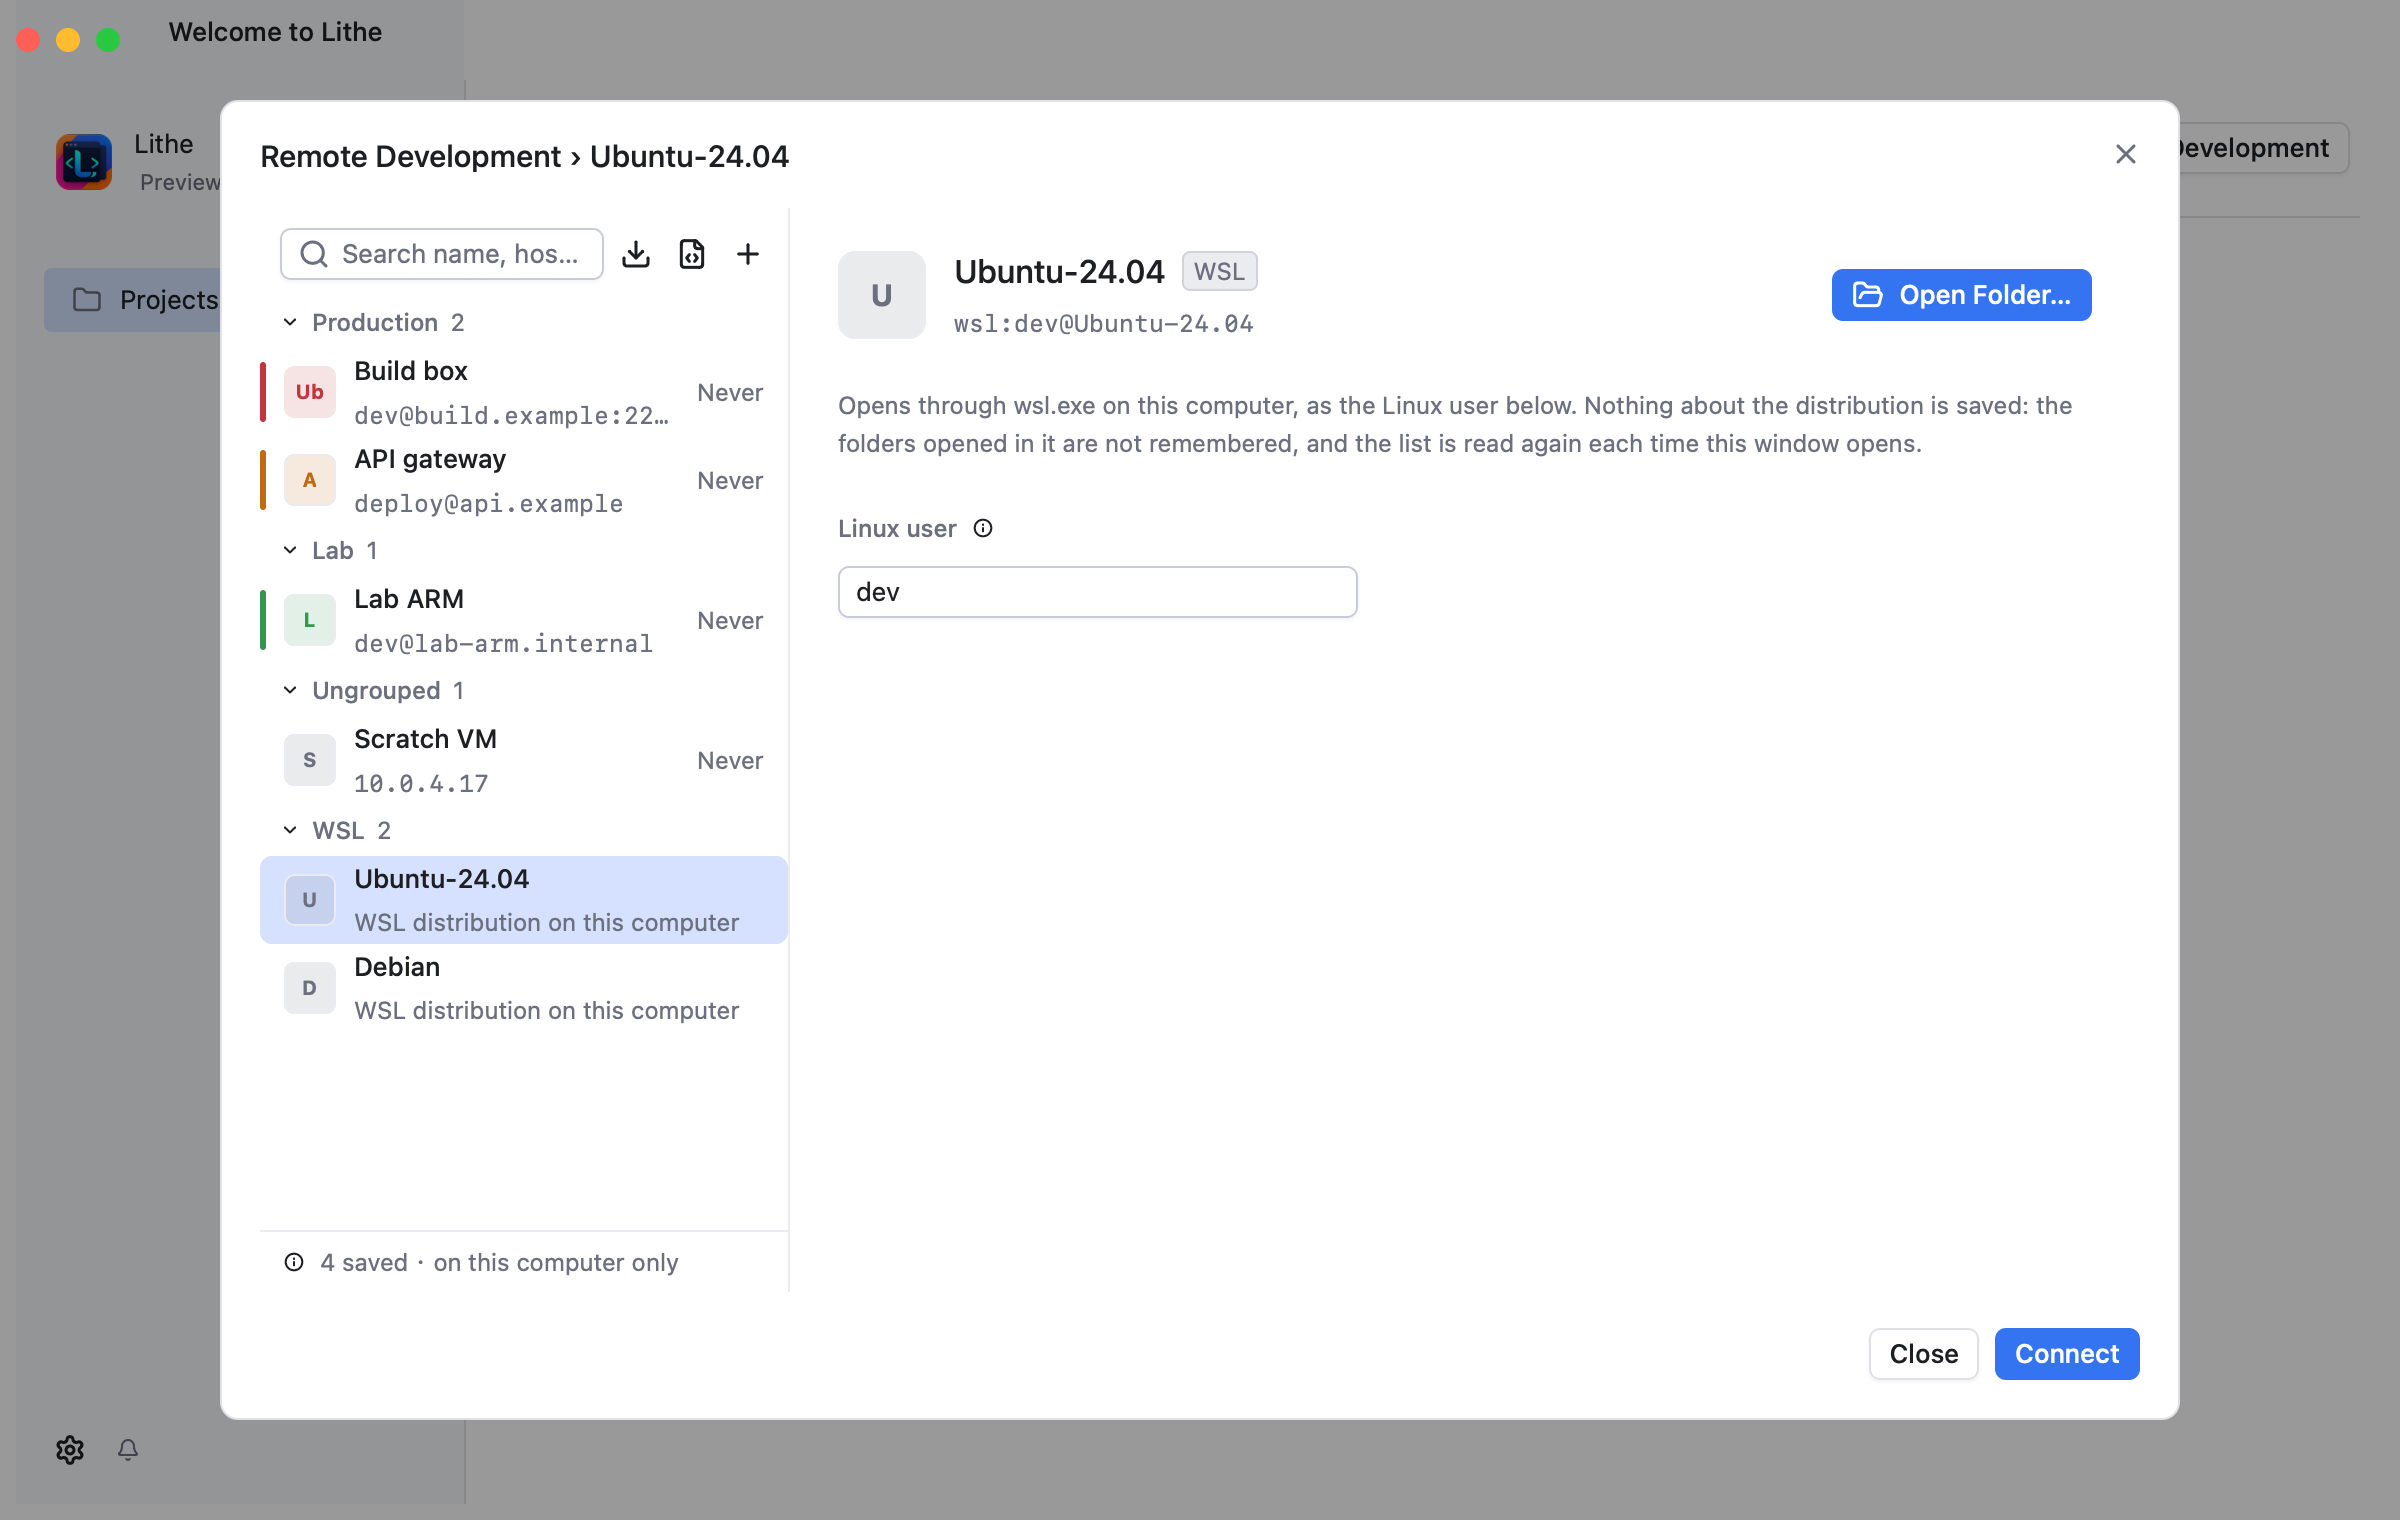 Welcome to Lithe
Lithe
Preview
Projects
Development
Remote Development › Ubuntu-24.04
Search name, hos...
Production 2
Ub
Build box
dev@build.example:22…
Never
A
API gateway
deploy@api.example
Never
Lab 1
L
Lab ARM
dev@lab-arm.internal
Never
Ungrouped 1
S
Scratch VM
10.0.4.17
Never
WSL 2
U
Ubuntu-24.04
WSL distribution on this computer
D
Debian
WSL distribution on this computer
4 saved · on this computer only
U
Ubuntu-24.04 WSL
wsl:dev@Ubuntu-24.04
Open Folder...
Opens through wsl.exe on this computer, as the Linux user below. Nothing about the distribution is saved: the
folders opened in it are not remembered, and the list is read again each time this window opens.
Linux user
dev
Close
Connect